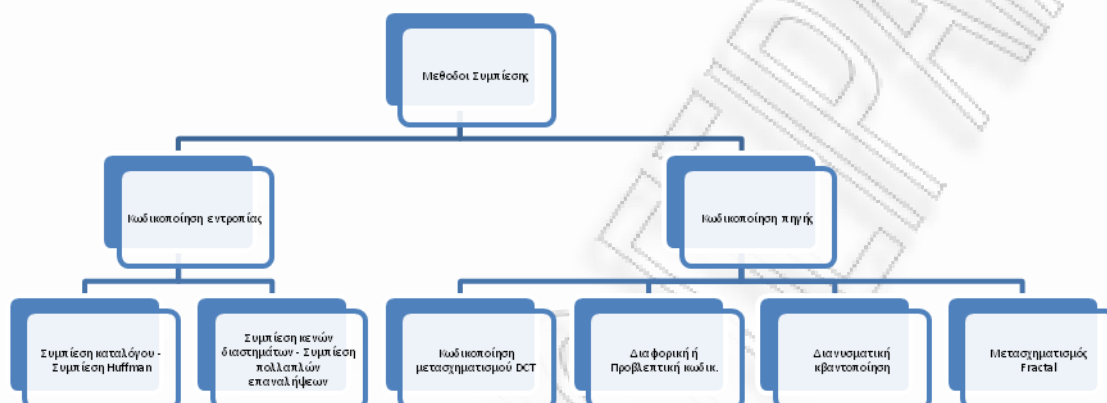 Μεθοδοι Συμπίεσης
Κωδικοποίηση εντροπίας
Κωδικοποίηση πηγής
Συμπίεση καταλόγου -
Συμπίεση Huffman
Συμπίεση κενών
διαστημάτων - Συμπίεση
πολλαπλών
επαναλήψεων
Κωδικοποίηση
μετασχηματισμού DCT
Διαφορική ή
Προβλεπτική κωδικ.
Διανυσματική
κβαντοποίηση
Μετασχηματισμός
Fractal